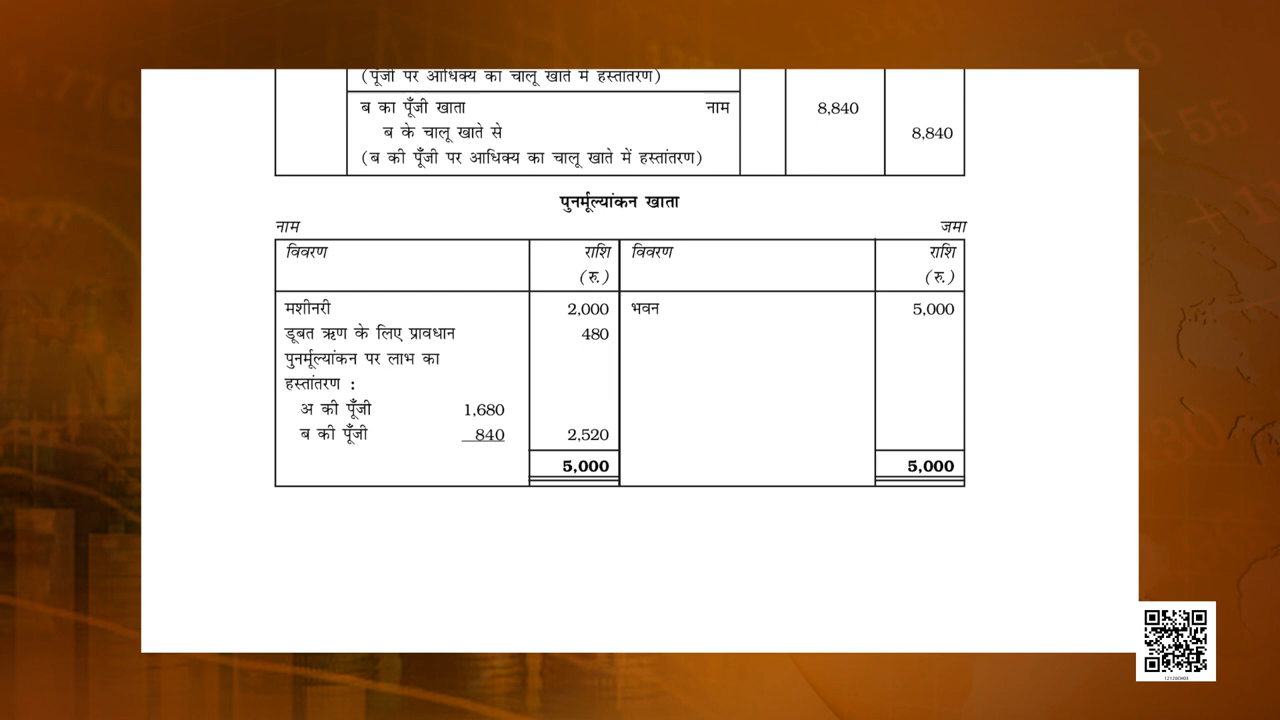 (पूँजी पर आधिक्य का चालू खाते में हस्तांतरण)
ब का पूँजी खाता नाम 8,840
ब के चालू खाते से 8,840
(ब की पूँजी पर आधिक्य का चालू खाते में हस्तांतरण)
पुनर्मूल्यांकन खाता
नाम जमा
विवरण राशि विवरण राशि
(रु.) (रु.)
मशीनरी 2,000 भवन 5,000
डूबत ऋण के लिए प्रावधान 480
पुनर्मूल्यांकन पर लाभ का
हस्तांतरण :
अ की पूँजी 1,680
ब की पूँजी 840 2,520
5,000 5,000
12120CH03